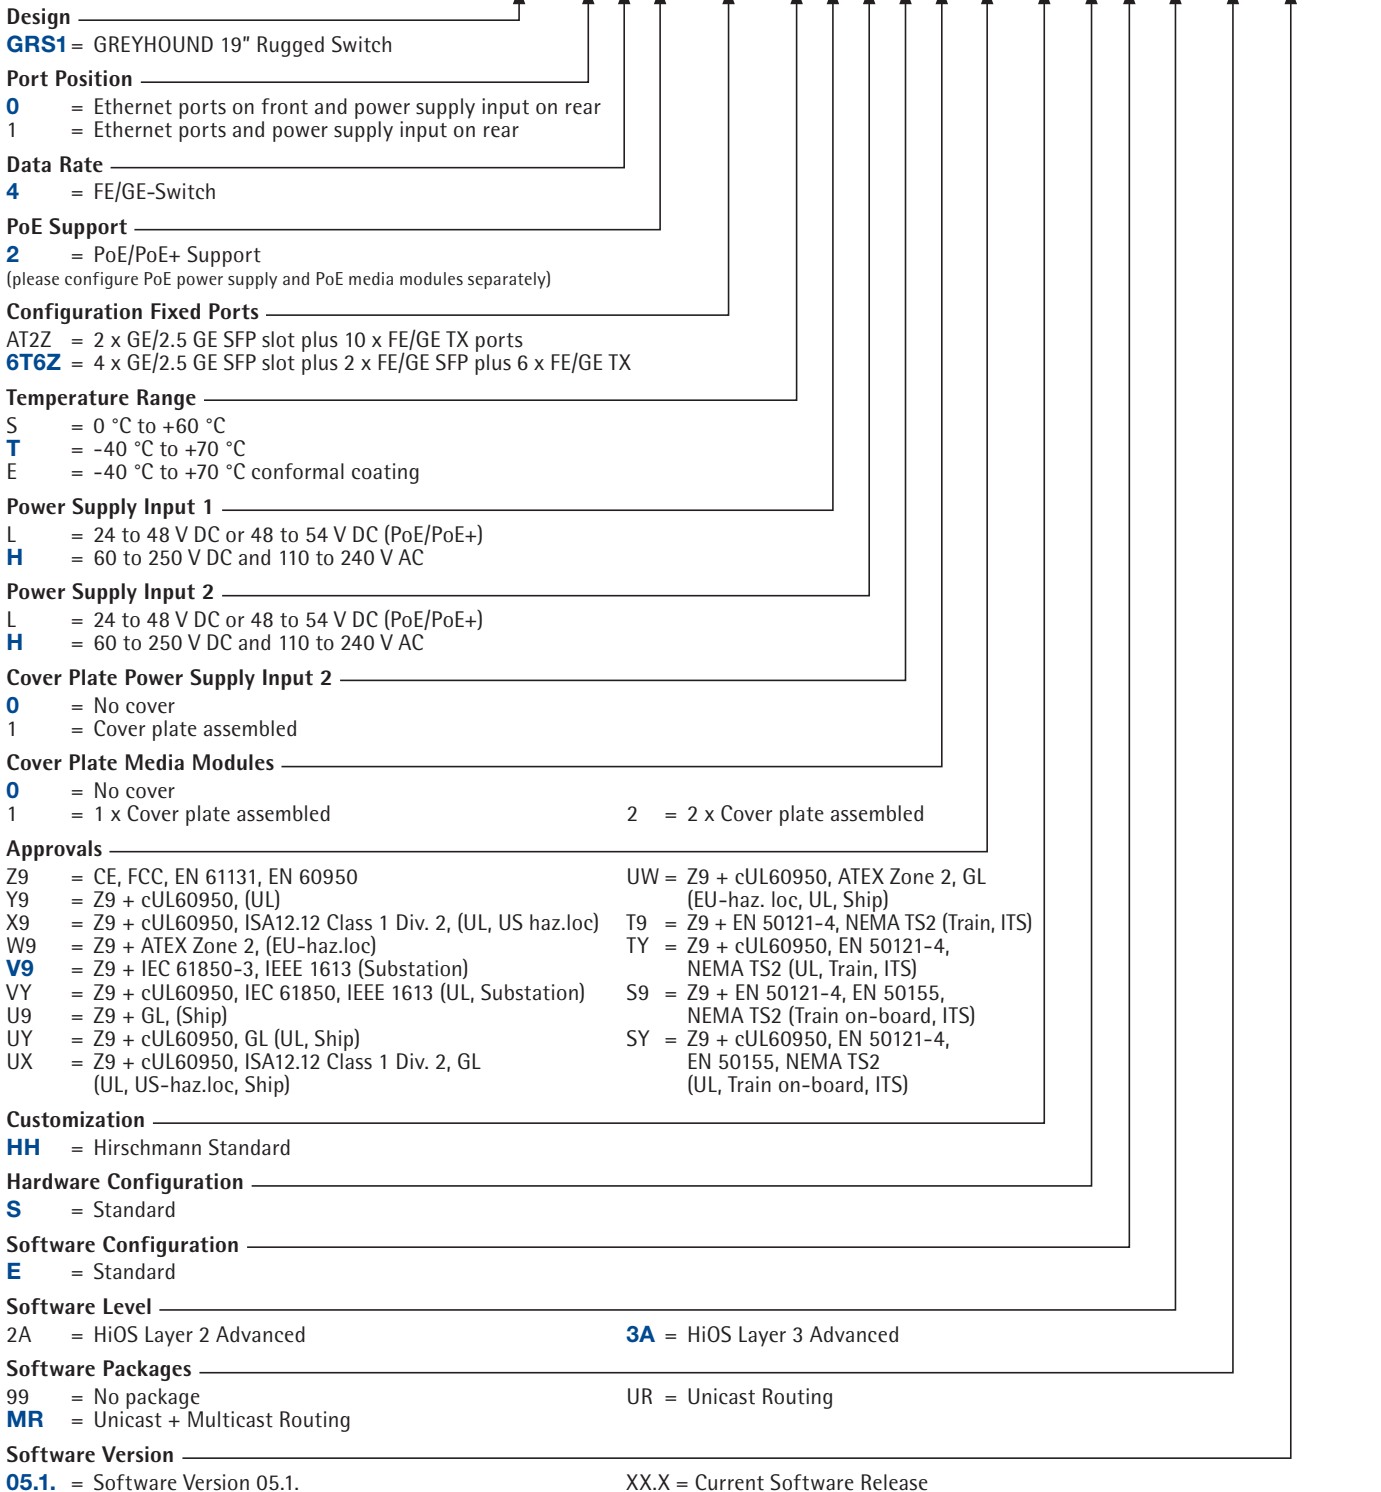 Design
GRS1 = GREYHOUND 19" Rugged Switch
Port Position
0 = Ethernet ports on front and power supply input on rear
1 = Ethernet ports and power supply input on rear
Data Rate
4 = FE/GE-Switch
PoE Support
2 = PoE/PoE+ Support
(please configure PoE power supply and PoE media modules separately)
Configuration Fixed Ports
AT2Z = 2 x GE/2.5 GE SFP slot plus 10 x FE/GE TX ports
6T6Z = 4 x GE/2.5 GE SFP slot plus 2 x FE/GE SFP plus 6 x FE/GE TX
Temperature Range
S = 0 °C to +60 °C
T = -40 °C to +70 °C
E = -40 °C to +70 °C conformal coating
Power Supply Input 1
L = 24 to 48 V DC or 48 to 54 V DC (PoE/PoE+)
H = 60 to 250 V DC and 110 to 240 V AC
Power Supply Input 2
L = 24 to 48 V DC or 48 to 54 V DC (PoE/PoE+)
H = 60 to 250 V DC and 110 to 240 V AC
Cover Plate Power Supply Input 2
0 = No cover
1 = Cover plate assembled
Cover Plate Media Modules
0 = No cover
1 = 1 x Cover plate assembled
2 = 2 x Cover plate assembled
Approvals
Z9 = CE, FCC, EN 61131, EN 60950
Y9 = Z9 + cUL60950, (UL)
X9 = Z9 + cUL60950, ISA12.12 Class 1 Div. 2, (UL, US haz.loc)
W9 = Z9 + ATEX Zone 2, (EU-haz.loc)
V9 = Z9 + IEC 61850-3, IEEE 1613 (Substation)
VY = Z9 + cUL60950, IEC 61850, IEEE 1613 (UL, Substation)
U9 = Z9 + GL, (Ship)
UY = Z9 + cUL60950, GL (UL, Ship)
UX = Z9 + cUL60950, ISA12.12 Class 1 Div. 2, GL
(UL, US-haz.loc, Ship)
UW = Z9 + cUL60950, ATEX Zone 2, GL
(EU-haz. loc, UL, Ship)
T9 = Z9 + EN 50121-4, NEMA TS2 (Train, ITS)
TY = Z9 + cUL60950, EN 50121-4,
NEMA TS2 (UL, Train, ITS)
S9 = Z9 + EN 50121-4, EN 50155,
NEMA TS2 (Train on-board, ITS)
SY = Z9 + cUL60950, EN 50121-4,
EN 50155, NEMA TS2
(UL, Train on-board, ITS)
Customization
HH = Hirschmann Standard
Hardware Configuration
S = Standard
Software Configuration
E = Standard
Software Level
2A = HiOS Layer 2 Advanced
3A = HiOS Layer 3 Advanced
Software Packages
99 = No package
UR = Unicast Routing
MR = Unicast + Multicast Routing
Software Version
05.1. = Software Version 05.1.
XX.X = Current Software Release